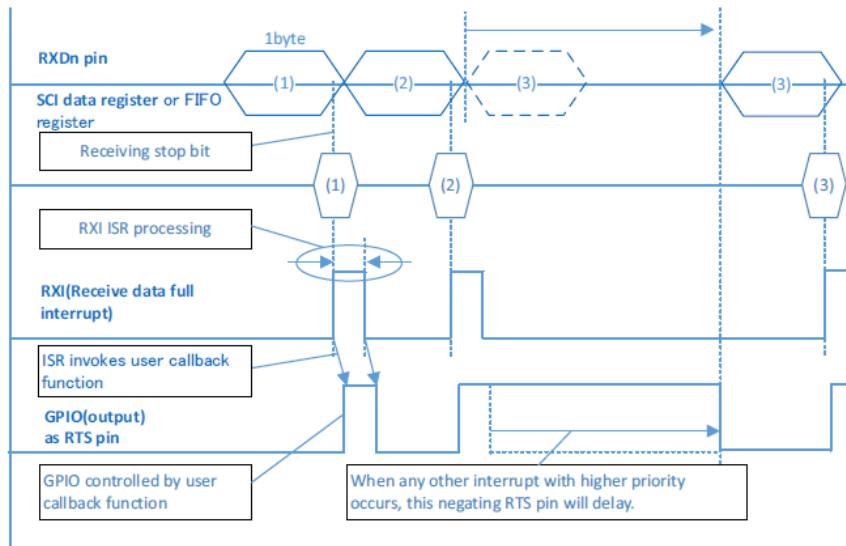 1byte
RXDn pin
(1)
(2)
(3)
(3)
SCI data register or FIFO
register
Receiving stop bit
(1)
(2)
(3)
RXI ISR processing
RXI(Receive data full
interrupt)
ISR invokes user callback
function
GPIO(output)
as RTS pin
GPIO controlled by user
callback function
When any other interrupt with higher priority
occurs, this negating RTS pin will delay.